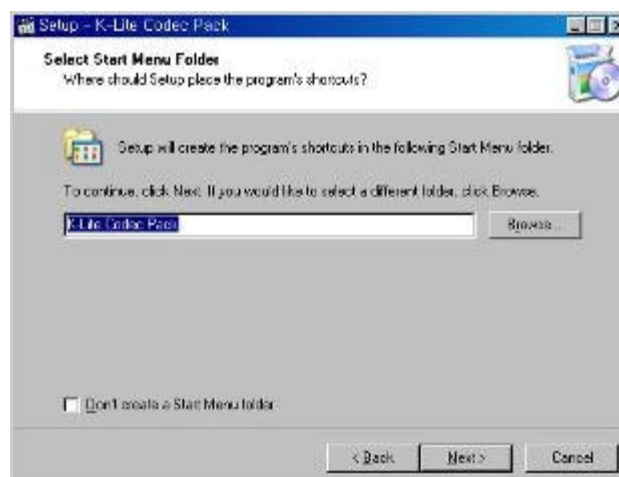 Setup - K-Lite Codec Pack
Select Start Menu Folder
Where should Setup place the program's shortcuts?
Setup will create the program's shortcuts in the following Start Menu folder.
To continue, click Next. If you would like to select a different folder, click Browse.
K-Lite Codec Pack
Browse...
Don't create a Start Menu folder
< Back
Next >
Cancel